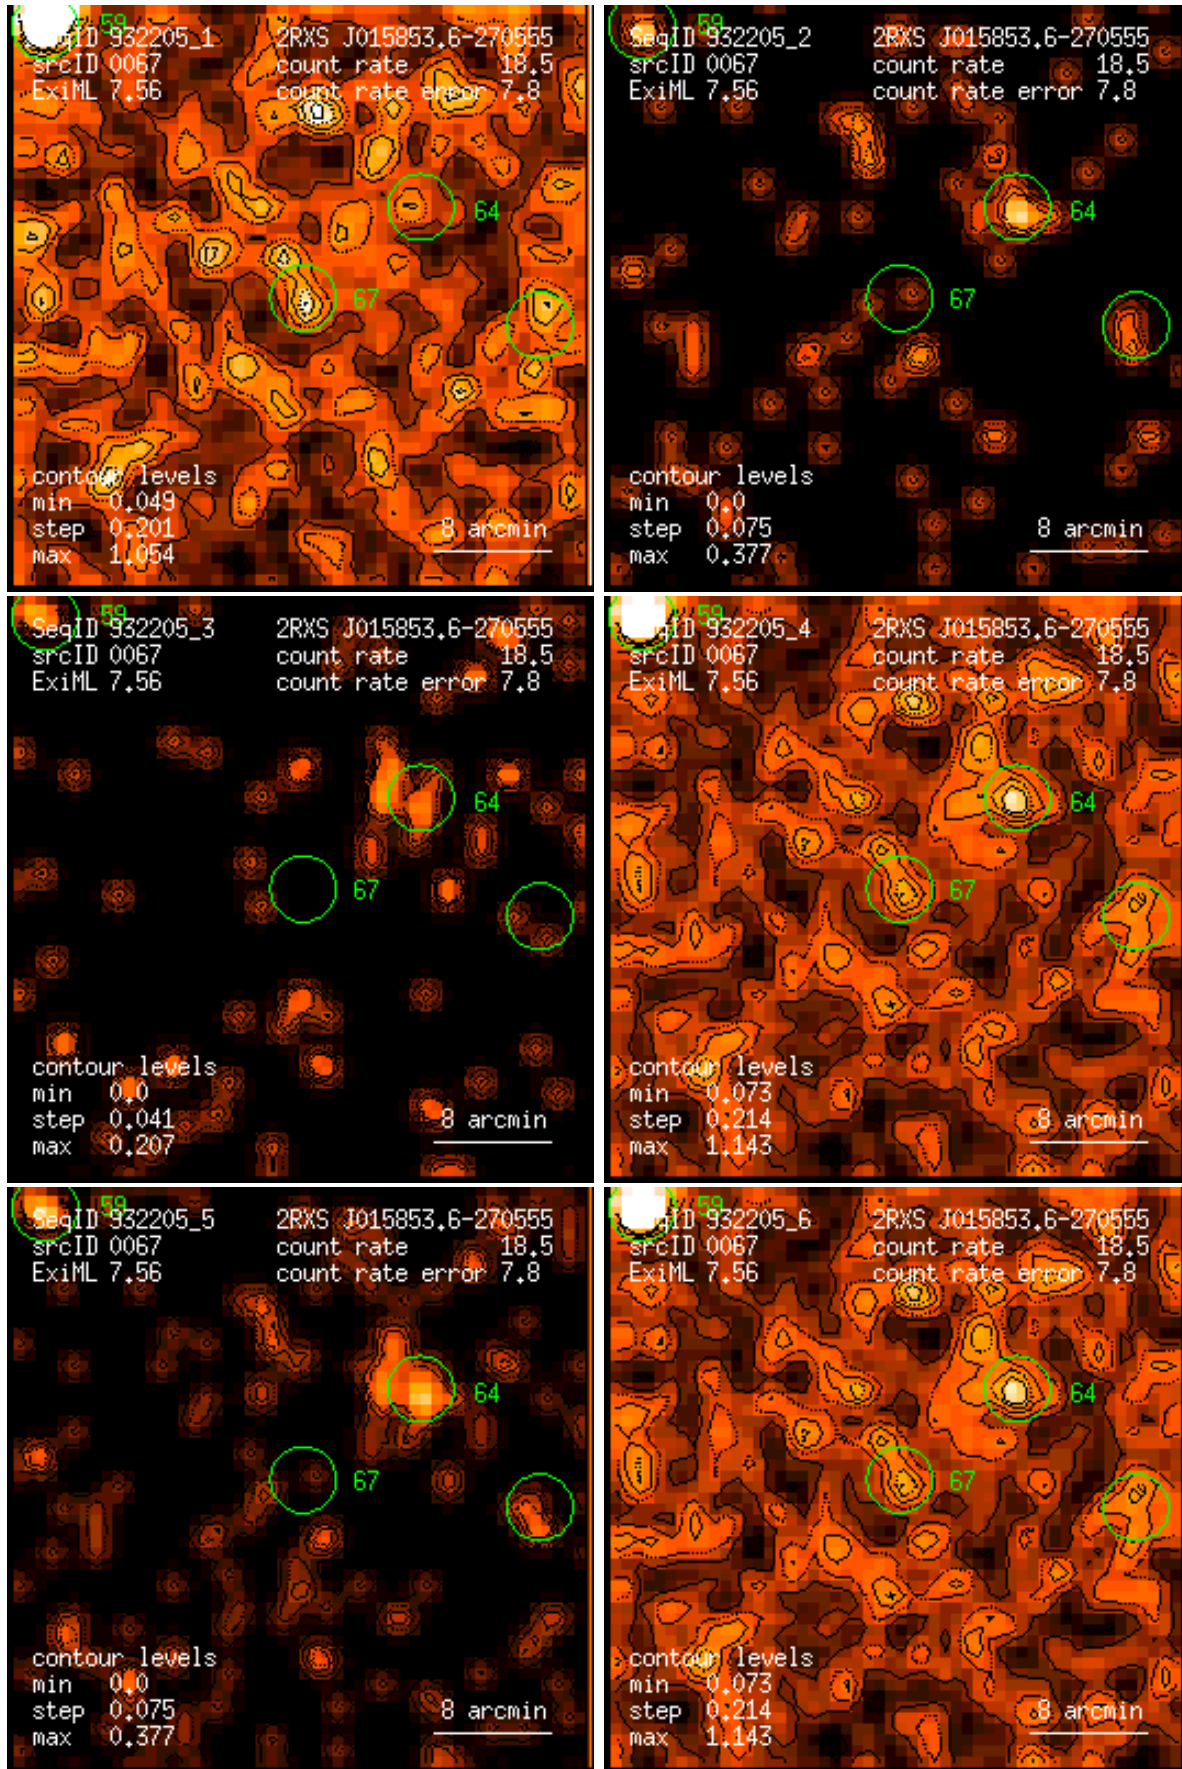 59
SeqID 932205_1 2RXS J015853.6-270555
srcID 0067 count rate 18.5
ExiML 7.56 count rate error 7.8
64
67
contour levels
min 0.049
step 0.201 8 arcmin
max 1.054
59
SeqID 932205_2 2RXS J015853.6-270555
srcID 0067 count rate 18.5
ExiML 7.56 count rate error 7.8
64
67
contour levels
min 0.0
step 0.075 8 arcmin
max 0.377
59
SeqID 932205_3 2RXS J015853.6-270555
srcID 0067 count rate 18.5
ExiML 7.56 count rate error 7.8
64
67
contour levels
min 0.0
step 0.041 8 arcmin
max 0.207
59
SeqID 932205_4 2RXS J015853.6-270555
srcID 0067 count rate 18.5
ExiML 7.56 count rate error 7.8
64
67
contour levels
min 0.073
step 0.214 8 arcmin
max 1.143
59
SeqID 932205_5 2RXS J015853.6-270555
srcID 0067 count rate 18.5
ExiML 7.56 count rate error 7.8
64
67
contour levels
min 0.0
step 0.075 8 arcmin
max 0.377
59
SeqID 932205_6 2RXS J015853.6-270555
srcID 0067 count rate 18.5
ExiML 7.56 count rate error 7.8
64
67
contour levels
min 0.073
step 0.214 8 arcmin
max 1.143